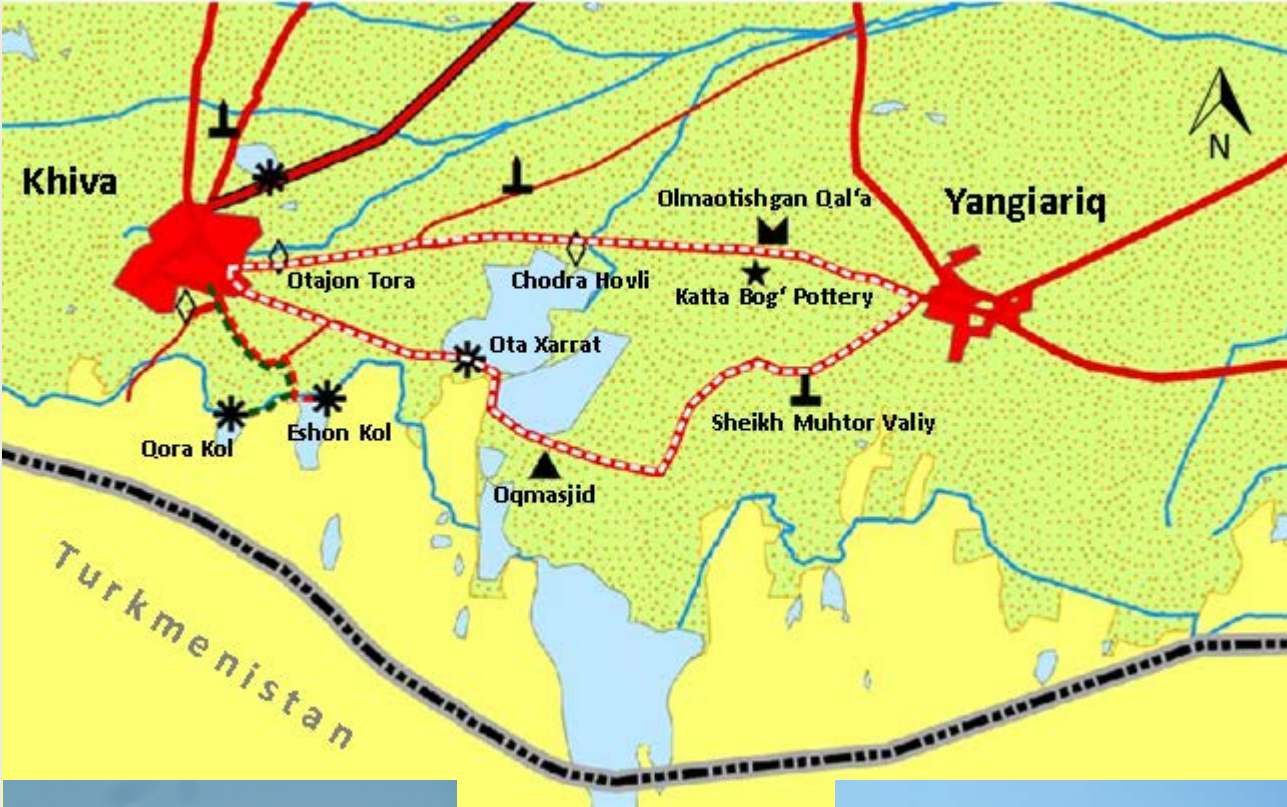 N
Khiva
Yangiariq
Olmaotishgan Qal‘a
Otajon Tora
Chodra Hovli
Katta Bog‘ Pottery
Ota Xarrat
Sheikh Muhtor Valiy
Eshon Kol
Qora Kol
Oqmasjid
Turkmenistan